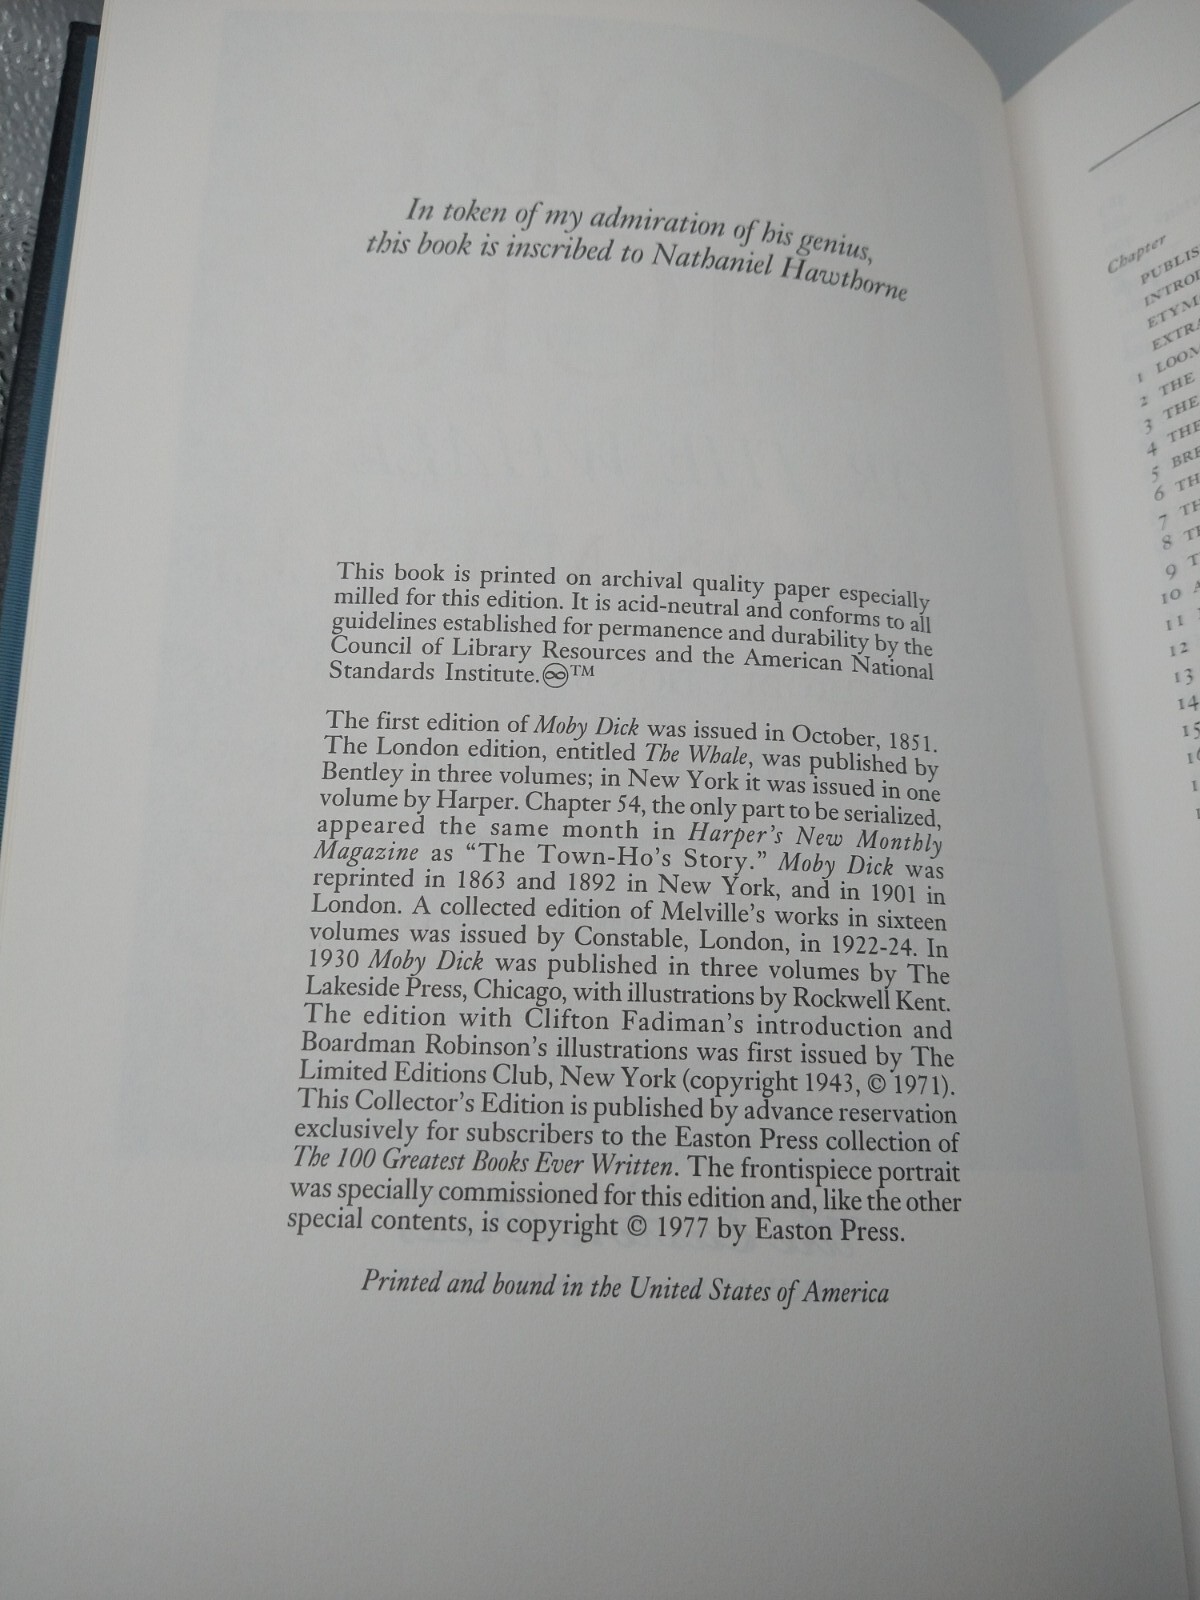 In token of my admiration of his genius,
this book is inscribed to Nathaniel Hawthorne
This book is printed on archival quality paper especially
milled for this edition. It is acid-neutral and conforms to all
guidelines established for permanence and durability by the
Council of Library Resources and the American National
Standards Institute.♾™
The first edition of Moby Dick was issued in October, 1851.
The London edition, entitled The Whale, was published by
Bentley in three volumes; in New York it was issued in one
volume by Harper. Chapter 54, the only part to be serialized,
appeared the same month in Harper's New Monthly
Magazine as “The Town-Ho's Story.” Moby Dick was
reprinted in 1863 and 1892 in New York, and in 1901 in
London. A collected edition of Melville's works in sixteen
volumes was issued by Constable, London, in 1922-24. In
1930 Moby Dick was published in three volumes by The
Lakeside Press, Chicago, with illustrations by Rockwell Kent.
The edition with Clifton Fadiman's introduction and
Boardman Robinson's illustrations was first issued by The
Limited Editions Club, New York (copyright 1943, © 1971).
This Collector's Edition is published by advance reservation
exclusively for subscribers to the Easton Press collection of
The 100 Greatest Books Ever Written. The frontispiece portrait
was specially commissioned for this edition and, like the other
special contents, is copyright © 1977 by Easton Press.
Printed and bound in the United States of America
Chapter
1
2 THE
3 THE
4 THE
5
6
7
8
9
10
11
12
13
14
15